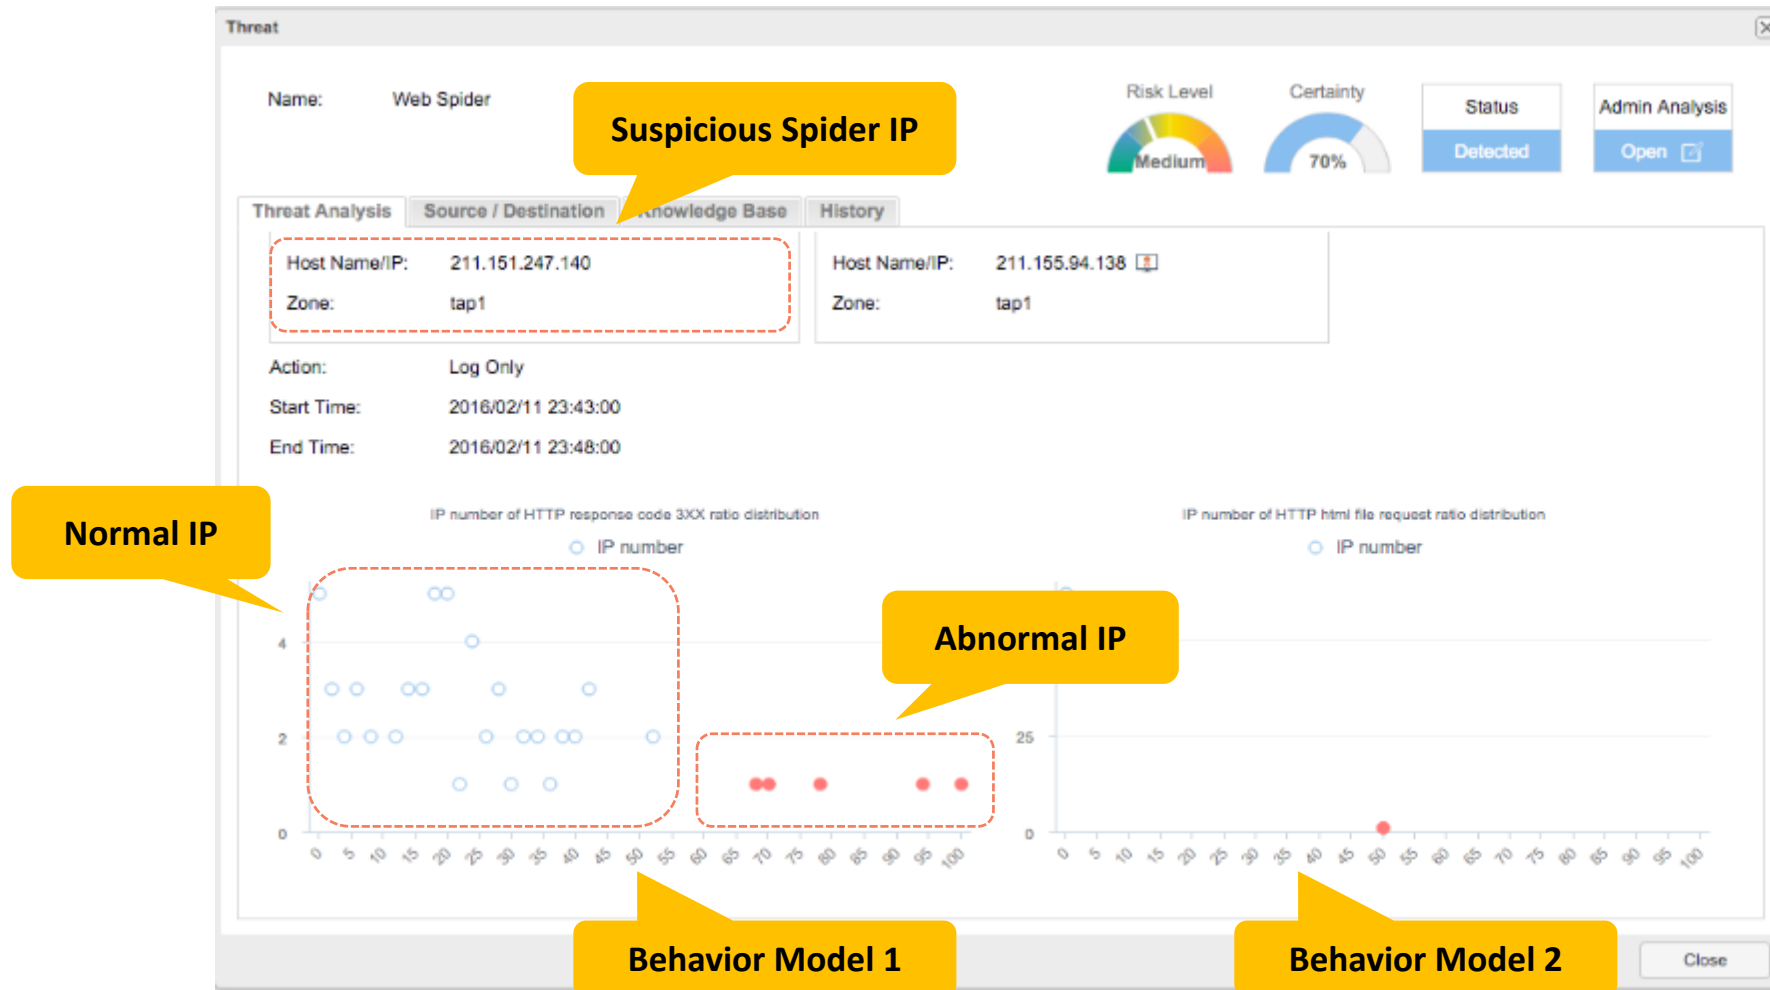 Threat
Name: Web Spider
Suspicious Spider IP
Risk Level
Medium
Certainty
70%
Status
Detected
Admin Analysis
Open
Threat Analysis
Source / Destination
Knowledge Base
History
Host Name/IP: 211.151.247.140
Zone: tap1
Host Name/IP: 211.155.94.138
Zone: tap1
Action: Log Only
Start Time: 2016/02/11 23:43:00
End Time: 2016/02/11 23:48:00
Normal IP
IP number of HTTP response code 3XX ratio distribution
IP number
4
2
0
0 5 10 15 20 25 30 35 40 45 50 55 60 65 70 75 80 85 90 95 100
Abnormal IP
IP number of HTTP html file request ratio distribution
IP number
25
0
0 5 10 15 20 25 30 35 40 45 50 55 60 65 70 75 80 85 90 95 100
Behavior Model 1
Behavior Model 2
Close